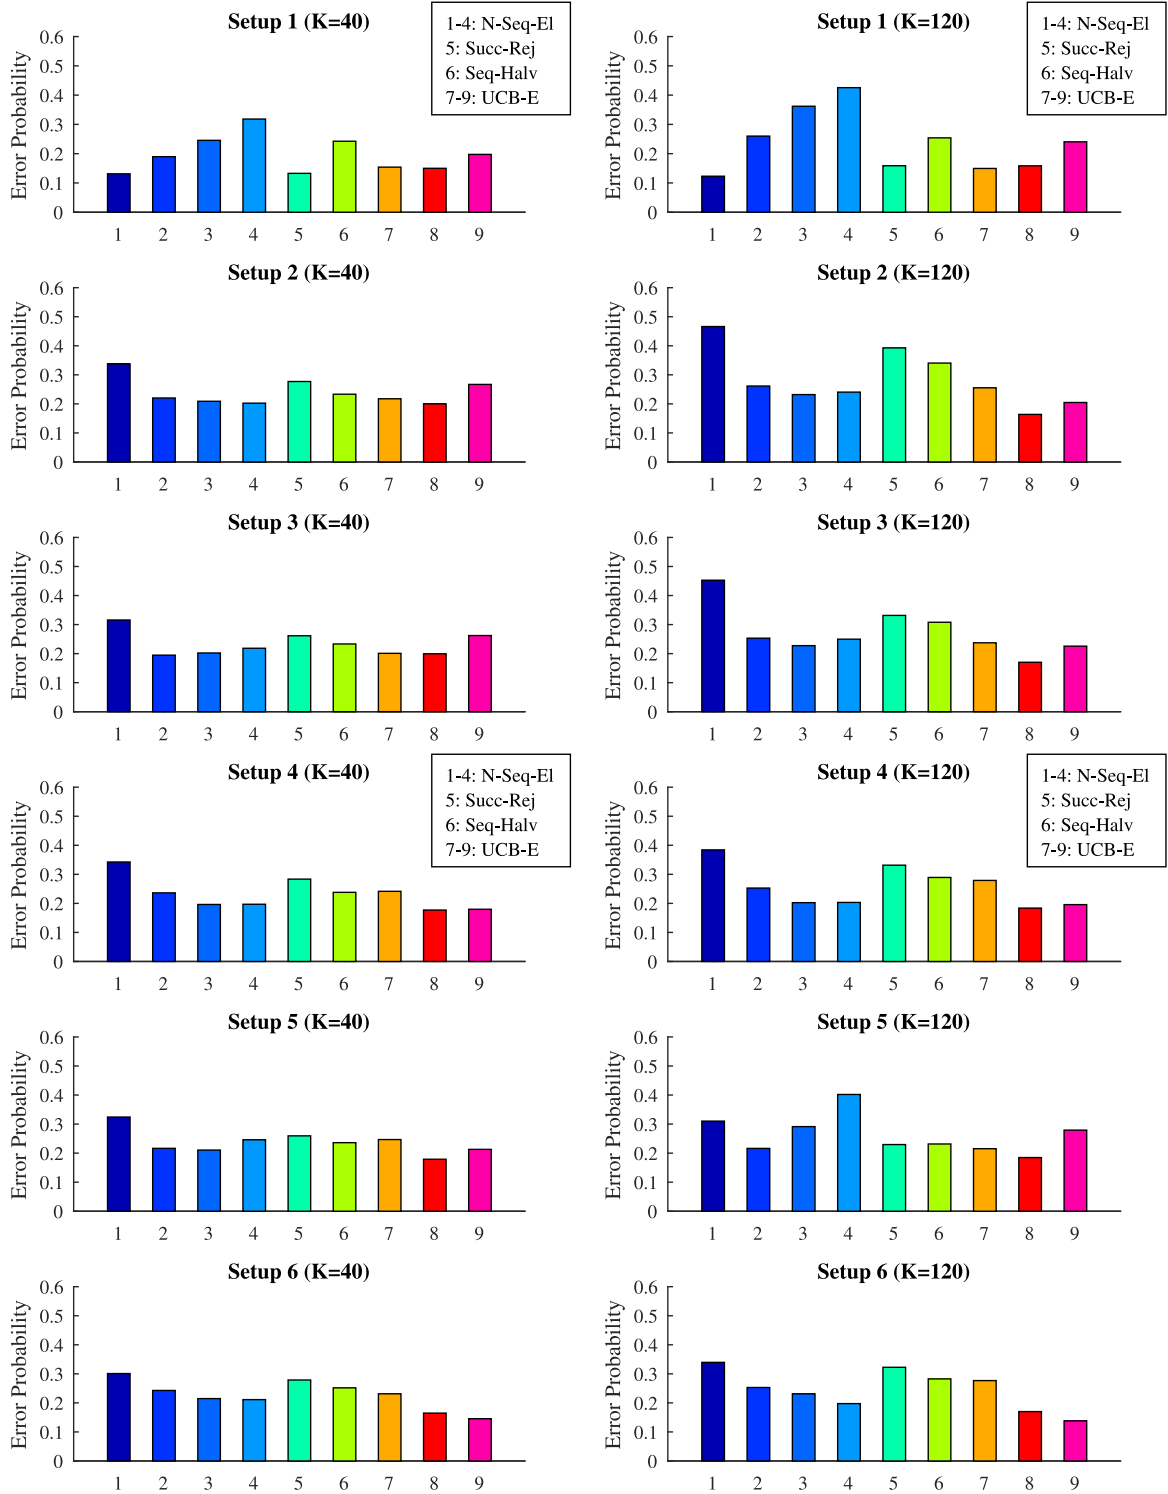 Setup 1 (K=40)
Error Probability
0.6
0.5
0.4
0.3
0.2
0.1
0
1 2 3 4 5 6 7 8 9
1-4: N-Seq-El
5: Succ-Rej
6: Seq-Halv
7-9: UCB-E
Setup 1 (K=120)
Error Probability
0.6
0.5
0.4
0.3
0.2
0.1
0
1 2 3 4 5 6 7 8 9
1-4: N-Seq-El
5: Succ-Rej
6: Seq-Halv
7-9: UCB-E
Setup 2 (K=40)
Error Probability
0.6
0.5
0.4
0.3
0.2
0.1
0
1 2 3 4 5 6 7 8 9
Setup 2 (K=120)
Error Probability
0.6
0.5
0.4
0.3
0.2
0.1
0
1 2 3 4 5 6 7 8 9
Setup 3 (K=40)
Error Probability
0.6
0.5
0.4
0.3
0.2
0.1
0
1 2 3 4 5 6 7 8 9
Setup 3 (K=120)
Error Probability
0.6
0.5
0.4
0.3
0.2
0.1
0
1 2 3 4 5 6 7 8 9
Setup 4 (K=40)
Error Probability
0.6
0.5
0.4
0.3
0.2
0.1
0
1 2 3 4 5 6 7 8 9
1-4: N-Seq-El
5: Succ-Rej
6: Seq-Halv
7-9: UCB-E
Setup 4 (K=120)
Error Probability
0.6
0.5
0.4
0.3
0.2
0.1
0
1 2 3 4 5 6 7 8 9
1-4: N-Seq-El
5: Succ-Rej
6: Seq-Halv
7-9: UCB-E
Setup 5 (K=40)
Error Probability
0.6
0.5
0.4
0.3
0.2
0.1
0
1 2 3 4 5 6 7 8 9
Setup 5 (K=120)
Error Probability
0.6
0.5
0.4
0.3
0.2
0.1
0
1 2 3 4 5 6 7 8 9
Setup 6 (K=40)
Error Probability
0.6
0.5
0.4
0.3
0.2
0.1
0
1 2 3 4 5 6 7 8 9
Setup 6 (K=120)
Error Probability
0.6
0.5
0.4
0.3
0.2
0.1
0
1 2 3 4 5 6 7 8 9